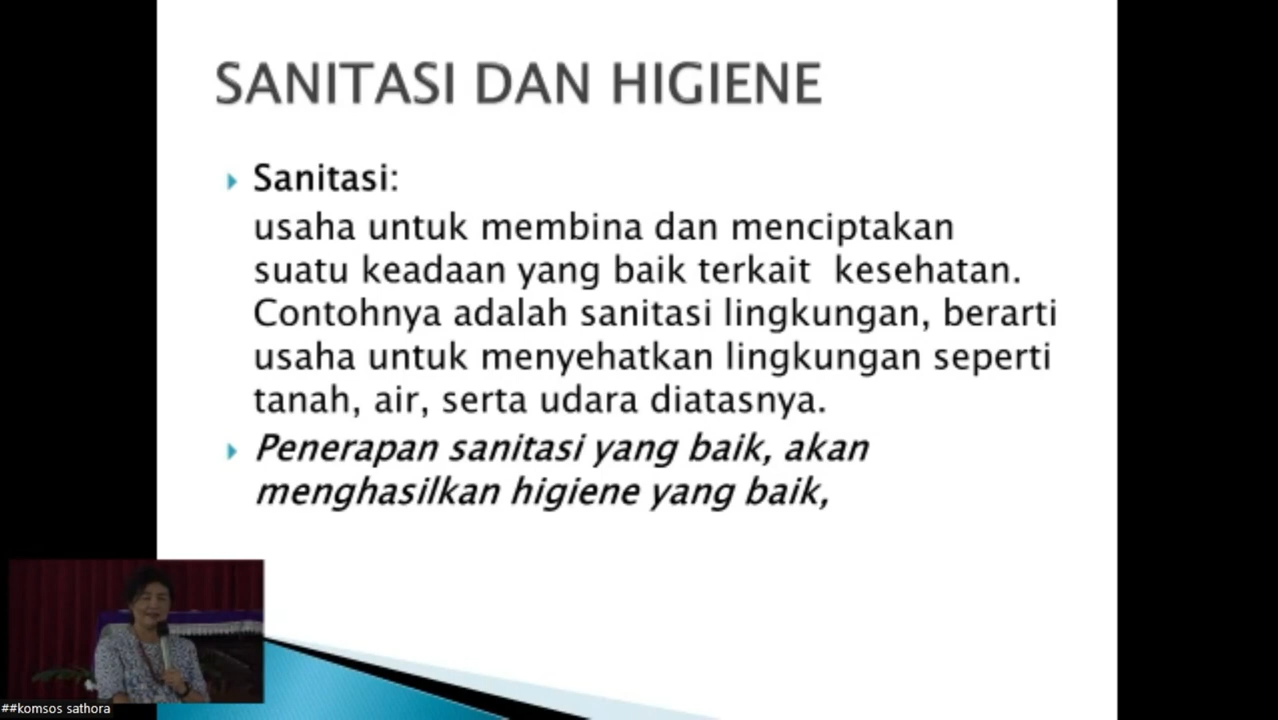 SANITASI DAN HIGIENE
Sanitasi:
usaha untuk membina dan menciptakan
suatu keadaan yang baik terkait  kesehatan.
Contohnya adalah sanitasi lingkungan, berarti
usaha untuk menyehatkan lingkungan seperti
tanah, air, serta udara diatasnya.
Penerapan sanitasi yang baik, akan
menghasilkan higiene yang baik,
##komsos sathora